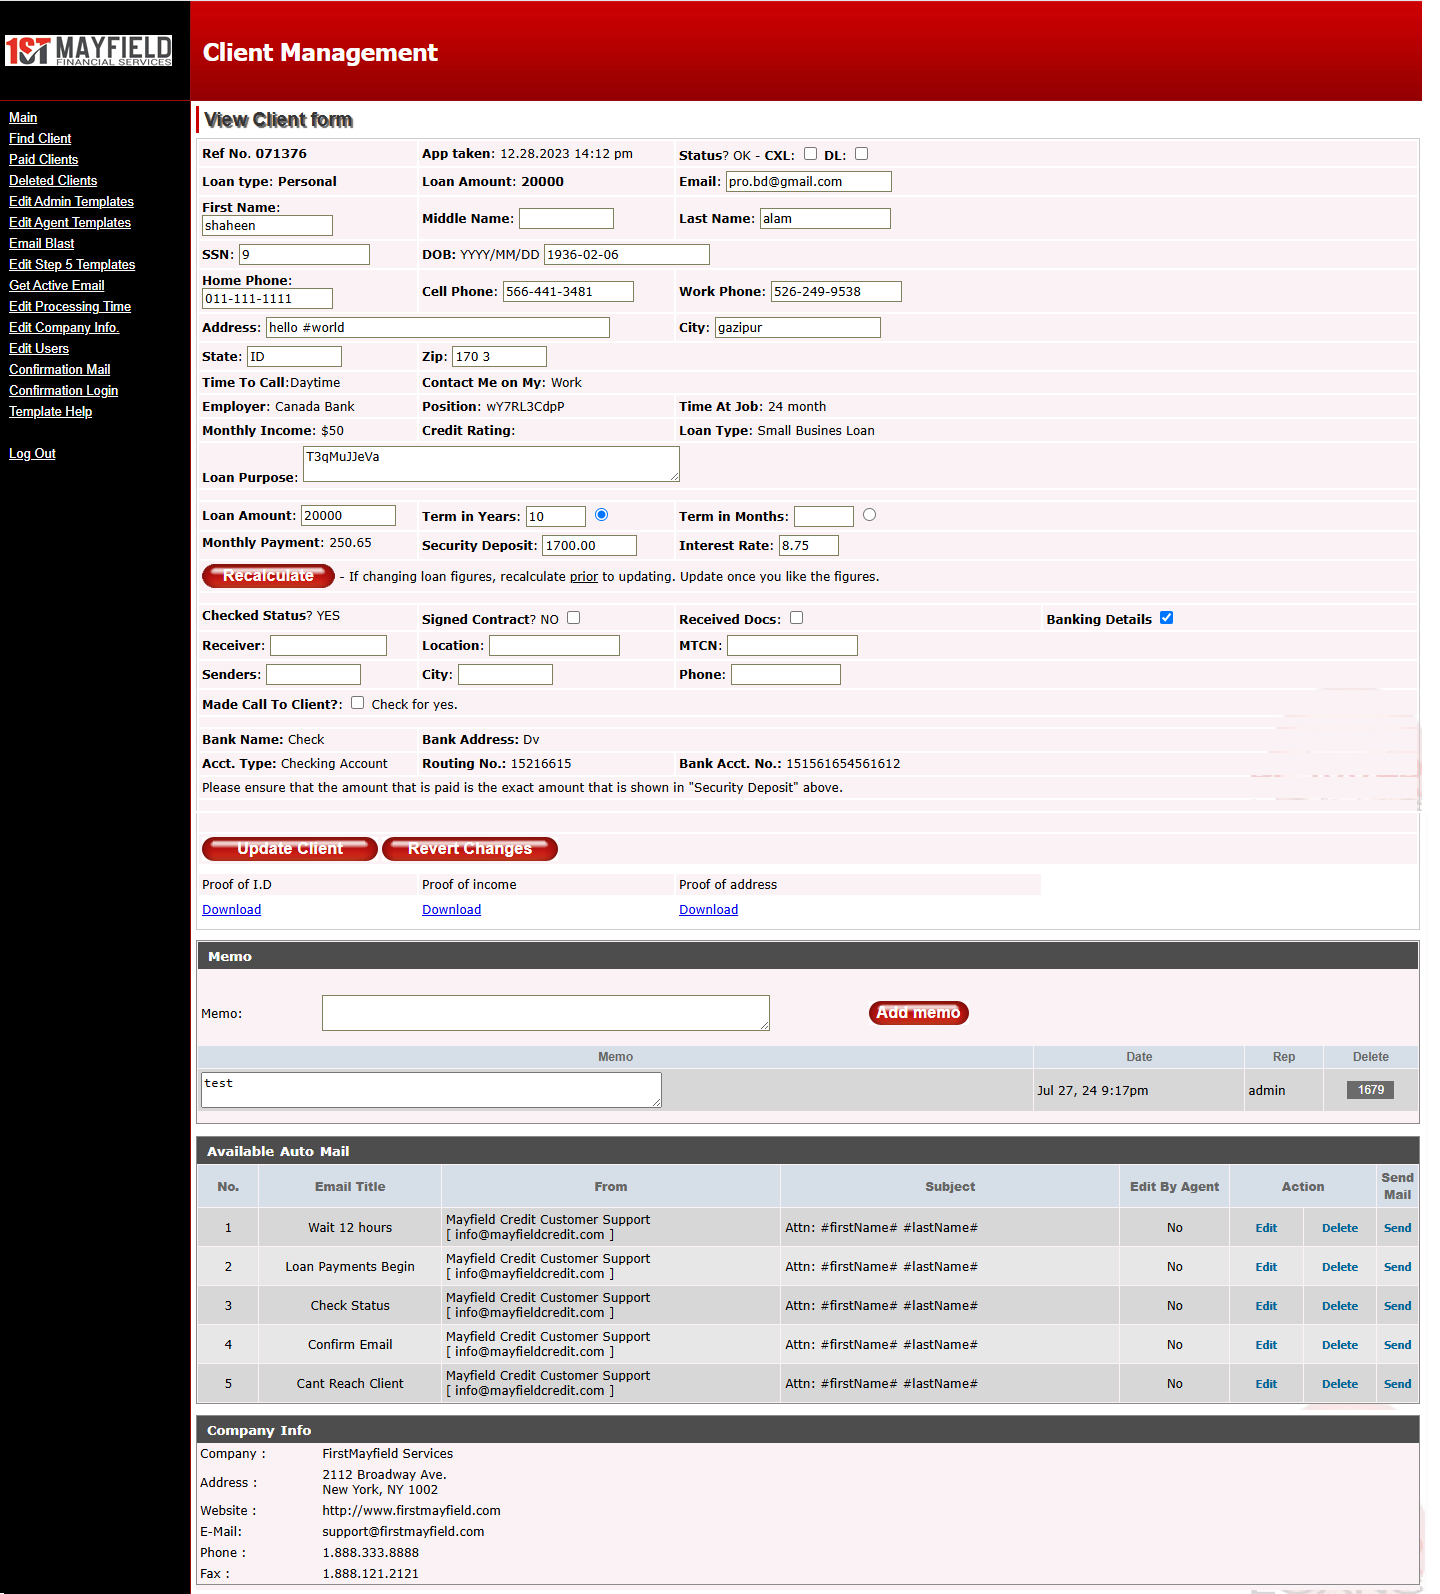 1ST MAYFIELD
FINANCIAL SERVICES
Client Management
Main
Find Client
Paid Clients
Deleted Clients
Edit Admin Templates
Edit Agent Templates
Email Blast
Edit Step 5 Templates
Get Active Email
Edit Processing Time
Edit Company Info.
Edit Users
Confirmation Mail
Confirmation Login
Template Help
Log Out
View Client form
Ref No. 071376 App taken: 12.28.2023 14:12 pm Status? OK - CXL: DL:
Loan type: Personal Loan Amount: 20000 Email: pro.bd@gmail.com
First Name:
shaheen Middle Name: Last Name: alam
SSN: 9 DOB: YYYY/MM/DD 1936-02-06
Home Phone:
011-111-1111 Cell Phone: 566-441-3481 Work Phone: 526-249-9538
Address: hello #world City: gazipur
State: ID Zip: 170 3
Time To Call:Daytime Contact Me on My: Work
Employer: Canada Bank Position: wY7RL3CdpP Time At Job: 24 month
Monthly Income: $50 Credit Rating: Loan Type: Small Busines Loan
Loan Purpose: T3qMuJJeVa
Loan Amount: 20000 Term in Years: 10 Term in Months:
Monthly Payment: 250.65 Security Deposit: 1700.00 Interest Rate: 8.75
Recalculate - If changing loan figures, recalculate prior to updating. Update once you like the figures.
Checked Status? YES Signed Contract? NO Received Docs: Banking Details
Receiver: Location: MTCN:
Senders: City: Phone:
Made Call To Client?: Check for yes.
Bank Name: Check Bank Address: Dv
Acct. Type: Checking Account Routing No.: 15216615 Bank Acct. No.: 151561654561612
Please ensure that the amount that is paid is the exact amount that is shown in "Security Deposit" above.
Update Client Revert Changes
Proof of I.D Proof of income Proof of address
Download Download Download
Memo
Memo: Add memo
Memo Date Rep Delete
test Jul 27, 24 9:17pm admin 1679
Available Auto Mail
No. Email Title From Subject Edit By Agent Action Send Mail
1 Wait 12 hours Mayfield Credit Customer Support [ info@mayfieldcredit.com ] Attn: #firstName# #lastName# No Edit Delete Send
2 Loan Payments Begin Mayfield Credit Customer Support [ info@mayfieldcredit.com ] Attn: #firstName# #lastName# No Edit Delete Send
3 Check Status Mayfield Credit Customer Support [ info@mayfieldcredit.com ] Attn: #firstName# #lastName# No Edit Delete Send
4 Confirm Email Mayfield Credit Customer Support [ info@mayfieldcredit.com ] Attn: #firstName# #lastName# No Edit Delete Send
5 Cant Reach Client Mayfield Credit Customer Support [ info@mayfieldcredit.com ] Attn: #firstName# #lastName# No Edit Delete Send
Company Info
Company : FirstMayfield Services
Address : 2112 Broadway Ave.
New York, NY 1002
Website : http://www.firstmayfield.com
E-Mail: support@firstmayfield.com
Phone : 1.888.333.8888
Fax : 1.888.121.2121